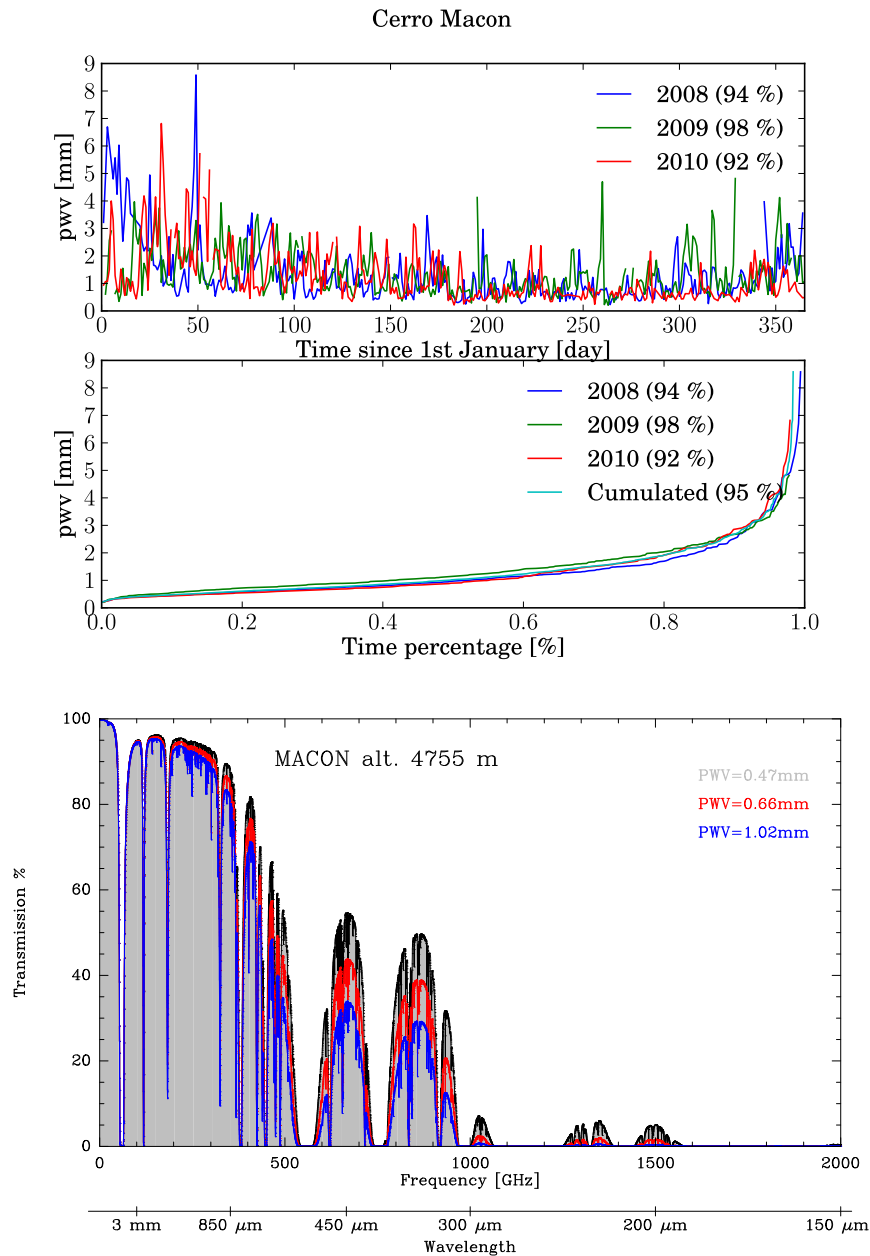 Cerro Macon
9
8
7
6
5
4
3
2
1
0
pwv [mm]
2008 (94 %)
2009 (98 %)
2010 (92 %)
0 50 100 150 200 250 300 350
Time since 1st January [day]
9
8
7
6
5
4
3
2
1
0
pwv [mm]
2008 (94 %)
2009 (98 %)
2010 (92 %)
Cumulated (95 %)
0.0 0.2 0.4 0.6 0.8 1.0
Time percentage [%]
100
80
60
40
20
0
Transmission %
MACON alt. 4755 m
PWV=0.47mm
PWV=0.66mm
PWV=1.02mm
0 500 1000 1500 2000
Frequency [GHz]
3 mm 850 μm 450 μm 300 μm 200 μm 150 μm
Wavelength